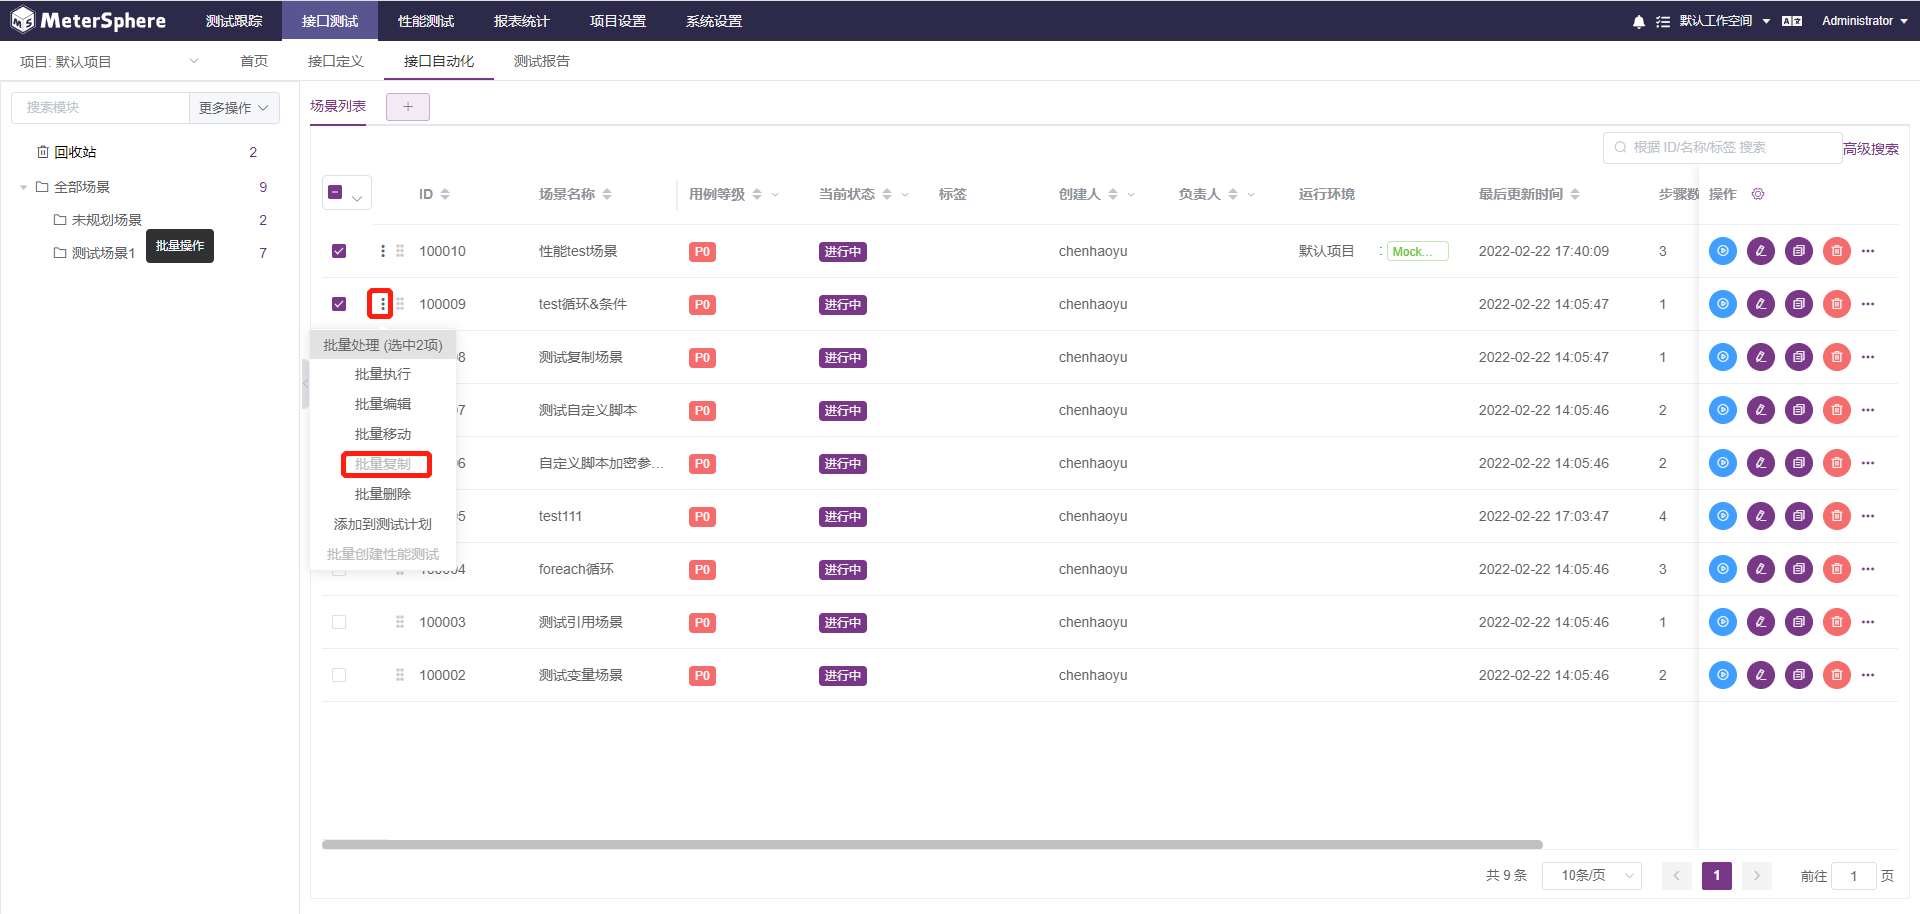 MeterSphere 测试跟踪 接口测试 性能测试 报表统计 项目设置 系统设置 默认工作空间 Administrator
项目: 默认项目 首页 接口定义 接口自动化 测试报告
搜索模块 更多操作
回收站 2
全部场景 9
未规划场景 2
测试场景1 7
批量操作
场景列表 +
根据 ID/名称/标签 搜索 高级搜索
ID 场景名称 用例等级 当前状态 标签 创建人 负责人 运行环境 最后更新时间 步骤数 操作
100010 性能test场景 P0 进行中 chenhaoyu 默认项目 : Mock... 2022-02-22 17:40:09 3
100009 test循环&条件 P0 进行中 chenhaoyu 2022-02-22 14:05:47 1
8 测试复制场景 P0 进行中 chenhaoyu 2022-02-22 14:05:47 1
7 测试自定义脚本 P0 进行中 chenhaoyu 2022-02-22 14:05:46 2
6 自定义脚本加密参... P0 进行中 chenhaoyu 2022-02-22 14:05:46 2
5 test111 P0 进行中 chenhaoyu 2022-02-22 17:03:47 4
100004 foreach循环 P0 进行中 chenhaoyu 2022-02-22 14:05:46 3
100003 测试引用场景 P0 进行中 chenhaoyu 2022-02-22 14:05:46 1
100002 测试变量场景 P0 进行中 chenhaoyu 2022-02-22 14:05:46 2
批量处理 (选中2项)
批量执行
批量编辑
批量移动
批量复制
批量删除
添加到测试计划
批量创建性能测试
共 9 条 10条/页 1 前往 1 页